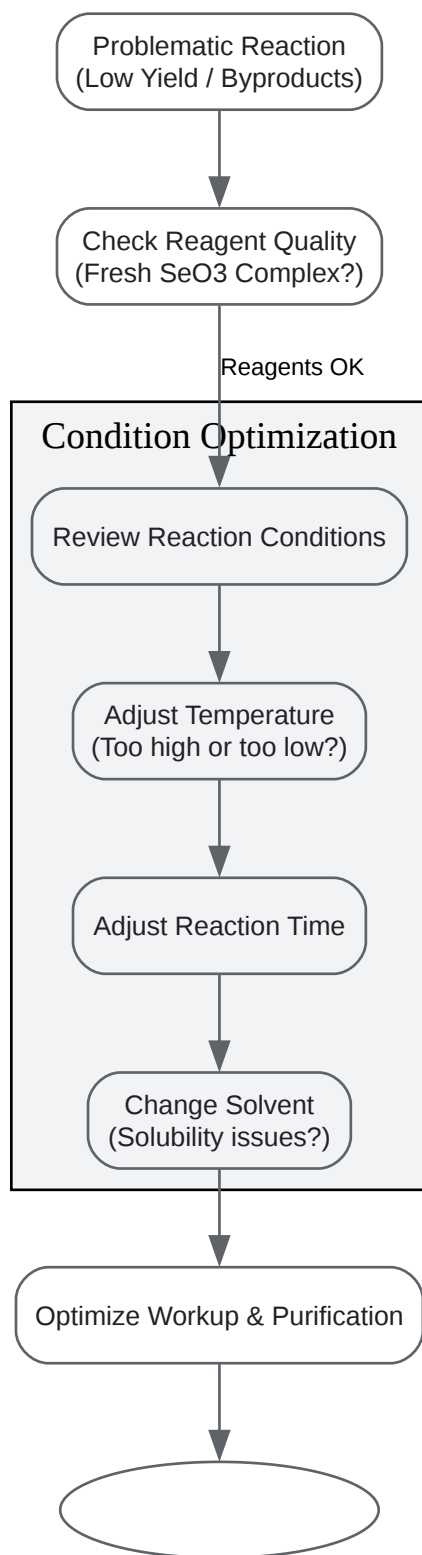 Problematic Reaction
(Low Yield / Byproducts)
Check Reagent Quality
(Fresh SeO3 Complex?)
Reagents OK
Condition Optimization
Review Reaction Conditions
Adjust Temperature
(Too high or too low?)
Adjust Reaction Time
Change Solvent
(Solubility issues?)
Optimize Workup & Purification